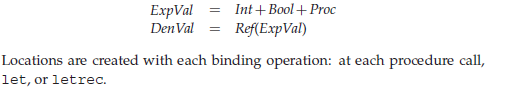 ExpVal = Int + Bool + Proc
DenVal = Ref(ExpVal)
Locations are created with each binding operation: at each procedure call,
let, or letrec.